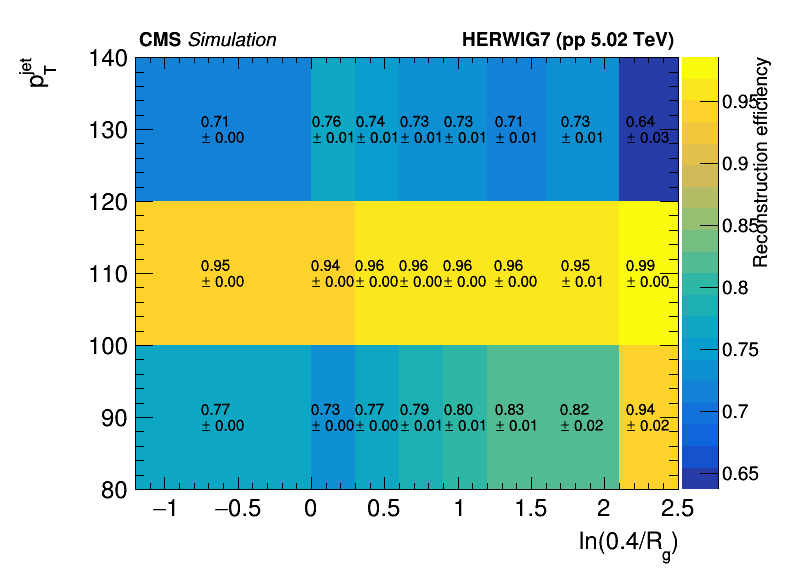 CMS Simulation HERWIG7 (pp 5.02 TeV)
p_T^jet
140
130
120
110
100
90
80
0.71 0.76 0.74 0.73 0.73 0.71 0.73 0.64
± 0.00 ± 0.01 ± 0.01 ± 0.01 ± 0.01 ± 0.01 ± 0.01 ± 0.03
0.95 0.94 0.96 0.96 0.96 0.96 0.95 0.99
± 0.00 ± 0.00 ± 0.00 ± 0.00 ± 0.00 ± 0.00 ± 0.01 ± 0.00
0.77 0.73 0.77 0.79 0.80 0.83 0.82 0.94
± 0.00 ± 0.00 ± 0.00 ± 0.01 ± 0.01 ± 0.01 ± 0.02 ± 0.02
−1 −0.5 0 0.5 1 1.5 2 2.5
ln(0.4/R_g)
0.95
0.9
0.85
0.8
0.75
0.7
0.65
Reconstruction efficiency